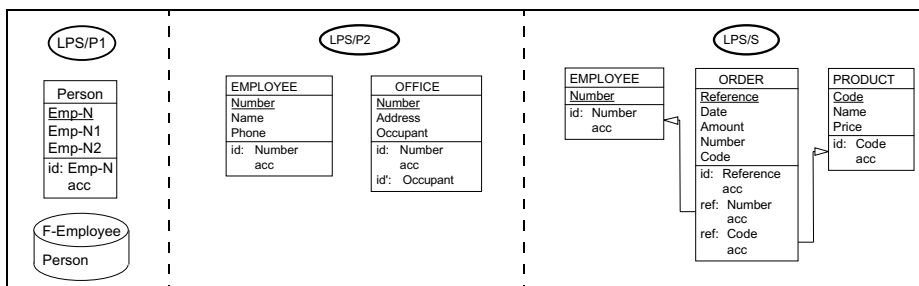 LPS/P1
Person
Emp-N
Emp-N1
Emp-N2
id: Emp-N
acc
F-Employee
Person
LPS/P2
EMPLOYEE
Number
Name
Phone
id: Number
acc
OFFICE
Number
Address
Occupant
id: Number
acc
id': Occupant
LPS/S
EMPLOYEE
Number
id: Number
acc
ORDER
Reference
Date
Amount
Number
Code
id: Reference
acc
ref: Number
acc
ref: Code
acc
PRODUCT
Code
Name
Price
id: Code
acc